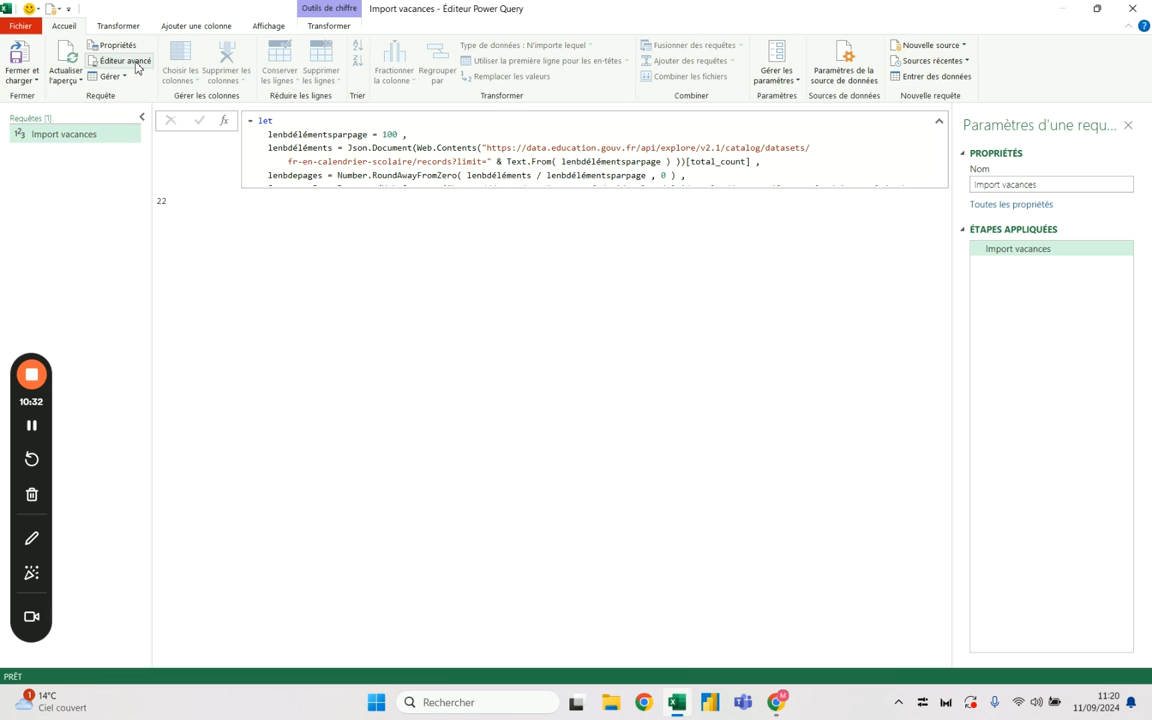 Outils de chiffre
Import vacances - Éditeur Power Query
Fichier
Accueil
Transformer
Ajouter une colonne
Affichage
Transformer
Fermer et charger
Actualiser l'aperçu
Propriétés
Éditeur avancé
Gérer
Choisir les colonnes
Supprimer les colonnes
Conserver les lignes
Supprimer les lignes
Fractionner la colonne
Regrouper par
Type de données : N'importe lequel
Utiliser la première ligne pour les en-têtes
Remplacer les valeurs
Fusionner des requêtes
Ajouter des requêtes
Combiner les fichiers
Gérer les paramètres
Paramètres de la source de données
Nouvelle source
Sources récentes
Entrer des données
Fermer
Requête
Gérer les colonnes
Réduire les lignes
Trier
Transformer
Combiner
Paramètres
Sources de données
Nouvelle requête
Requêtes [1]
Import vacances
= let
lenbdélémentsparpage = 100 ,
lenbdéléments = Json.Document(Web.Contents("https://data.education.gouv.fr/api/explore/v2.1/catalog/datasets/
fr-en-calendrier-scolaire/records?limit=" & Text.From( lenbdélémentsparpage ) ))[total_count] ,
lenbdepages = Number.RoundAwayFromZero( lenbdéléments / lenbdélémentsparpage , 0 ) ,
22
Paramètres d'une requ...
PROPRIÉTÉS
Nom
Import vacances
Toutes les propriétés
ÉTAPES APPLIQUÉES
Import vacances
10:32
PRÊT
1
14°C
Ciel couvert
Rechercher
M
11:20
11/09/2024